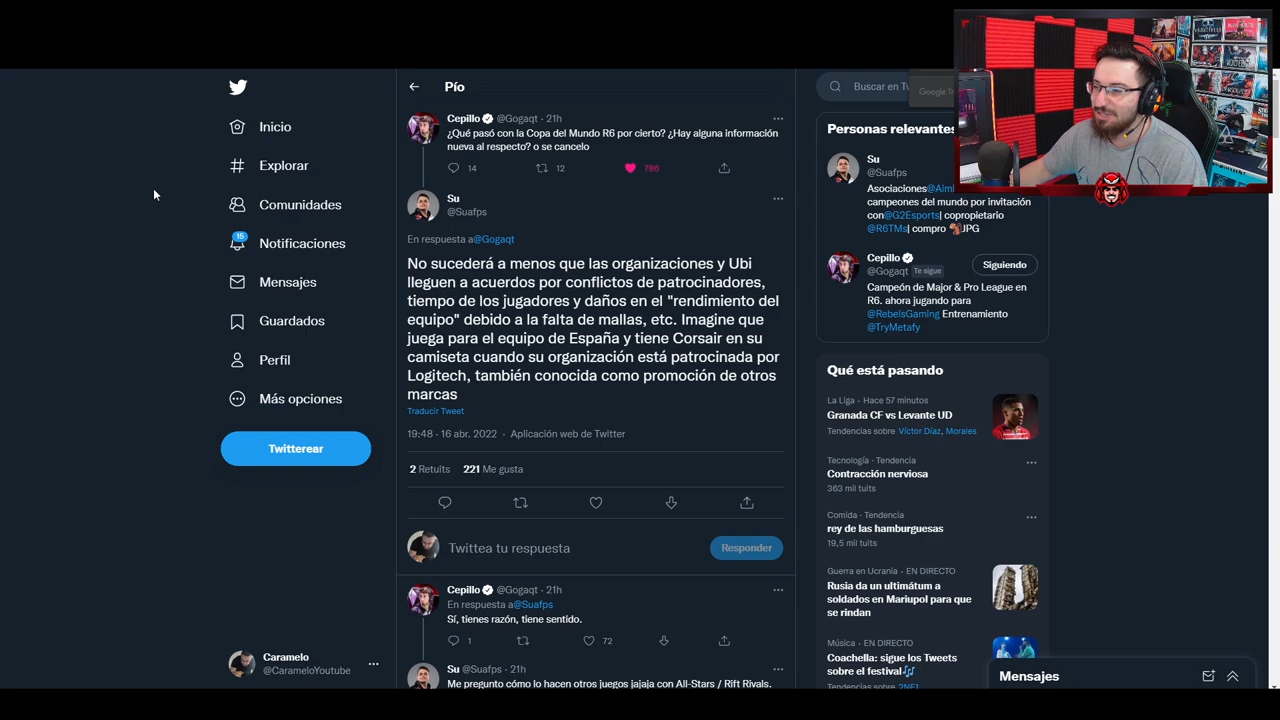 Pío
Inicio
Explorar
Comunidades
15
Notificaciones
Mensajes
Guardados
Perfil
Más opciones
Twitterear
Caramelo
@CarameloYoutube
Cepillo @Gogaqt · 21h
¿Qué pasó con la Copa del Mundo R6 por cierto? ¿Hay alguna información
nueva al respecto? o se cancelo
14 12 786
Su
@Suafps
En respuesta a@Gogaqt
No sucederá a menos que las organizaciones y Ubi
lleguen a acuerdos por conflictos de patrocinadores,
tiempo de los jugadores y daños en el "rendimiento del
equipo" debido a la falta de mallas, etc. Imagine que
juega para el equipo de España y tiene Corsair en su
camiseta cuando su organización está patrocinada por
Logitech, también conocida como promoción de otros
marcas
Traducir Tweet
19:48 · 16 abr. 2022 · Aplicación web de Twitter
2 Retuits 221 Me gusta
Twittea tu respuesta
Responder
Cepillo @Gogaqt · 21h
En respuesta a@Suafps
Sí, tienes razón, tiene sentido.
1 72
Su @Suafps · 21h
Me pregunto cómo lo hacen otros juegos jajaja con All-Stars / Rift Rivals.
Buscar en Tw
Google Tr
Personas relevantes
Su
@Suafps
Asociaciones@Aiml
campeones del mundo por invitación
con@G2Esports| copropietario
@R6TMs| compro JPG
Cepillo
@Gogaqt Te sigue
Siguiendo
Campeón de Major & Pro League en
R6. ahora jugando para
@RebelsGaming Entrenamiento
@TryMetafy
Qué está pasando
La Liga · Hace 57 minutos
Granada CF vs Levante UD
Tendencias sobre Víctor Díaz, Morales
Tecnología · Tendencia
Contracción nerviosa
363 mil tuits
Comida · Tendencia
rey de las hamburguesas
19,5 mil tuits
Guerra en Ucrania · EN DIRECTO
Rusia da un ultimátum a
soldados en Mariupol para que
se rindan
Música · EN DIRECTO
Coachella: sigue los Tweets
sobre el festival
Tendencias sobre 2NE1
Mensajes